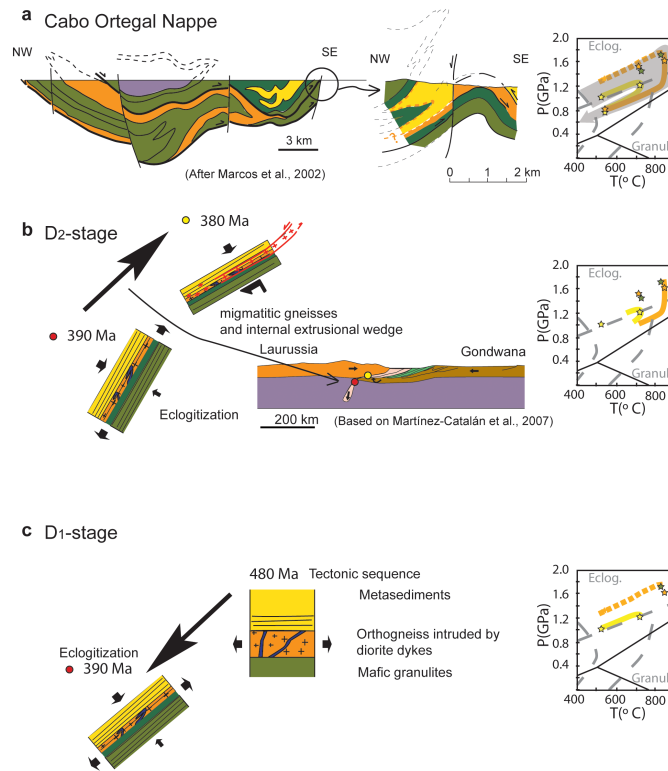 a Cabo Ortegal Nappe
NW
SE
3 km
(After Marcos et al., 2002)
NW
SE
?
0 1 2 km
P(GPa)
2.0
1.6
1.2
0.8
0.4
Eclog.
Granul
400 600 800
T(º C)
b D2-stage
380 Ma
390 Ma
Eclogitization
migmatitic gneisses
and internal extrusional wedge
Laurussia
Gondwana
200 km
(Based on Martínez-Catalán et al., 2007)
P(GPa)
2.0
1.6
1.2
0.8
0.4
Eclog.
Granul
400 600 800
T(º C)
c D1-stage
480 Ma Tectonic sequence
Metasediments
Orthogneiss intruded by
diorite dykes
Mafic granulites
Eclogitization
390 Ma
P(GPa)
2.0
1.6
1.2
0.8
0.4
Eclog.
Granul
400 600 800
T(º C)